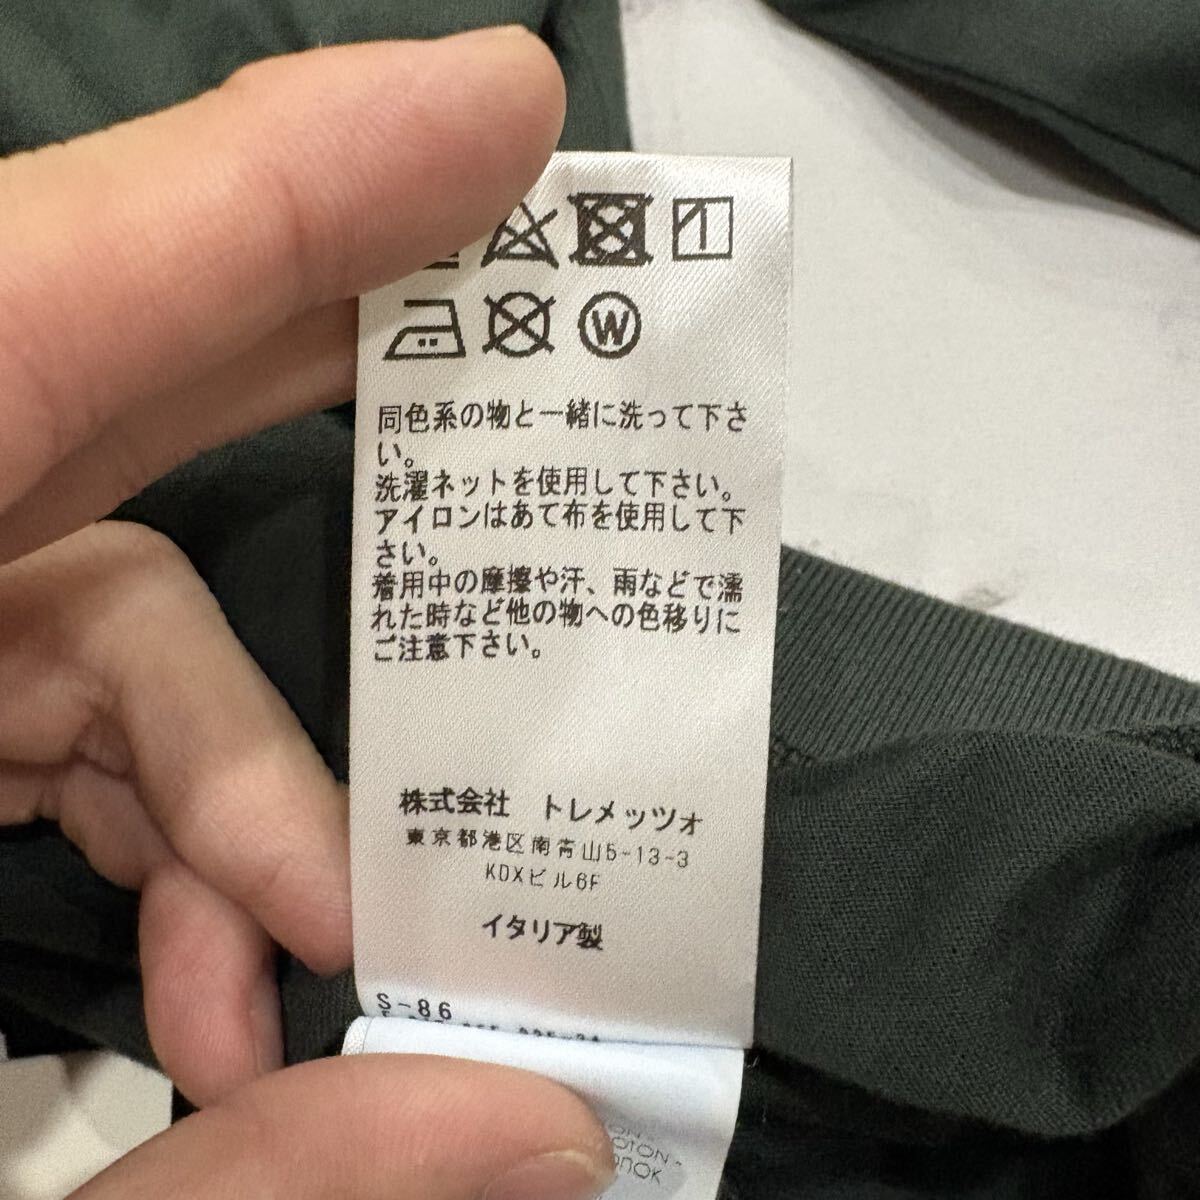 W
同色系の物と一緒に洗って下さ
い。
洗濯ネットを使用して下さい。
アイロンはあて布を使用して下
さい。
着用中の摩擦や汗、雨などで濡
れた時など他の物への色移りに
ご注意下さい。
株式会社 トレメッツォ
東京都港区南青山5-13-3
KDXビル6F
イタリア製
S-86